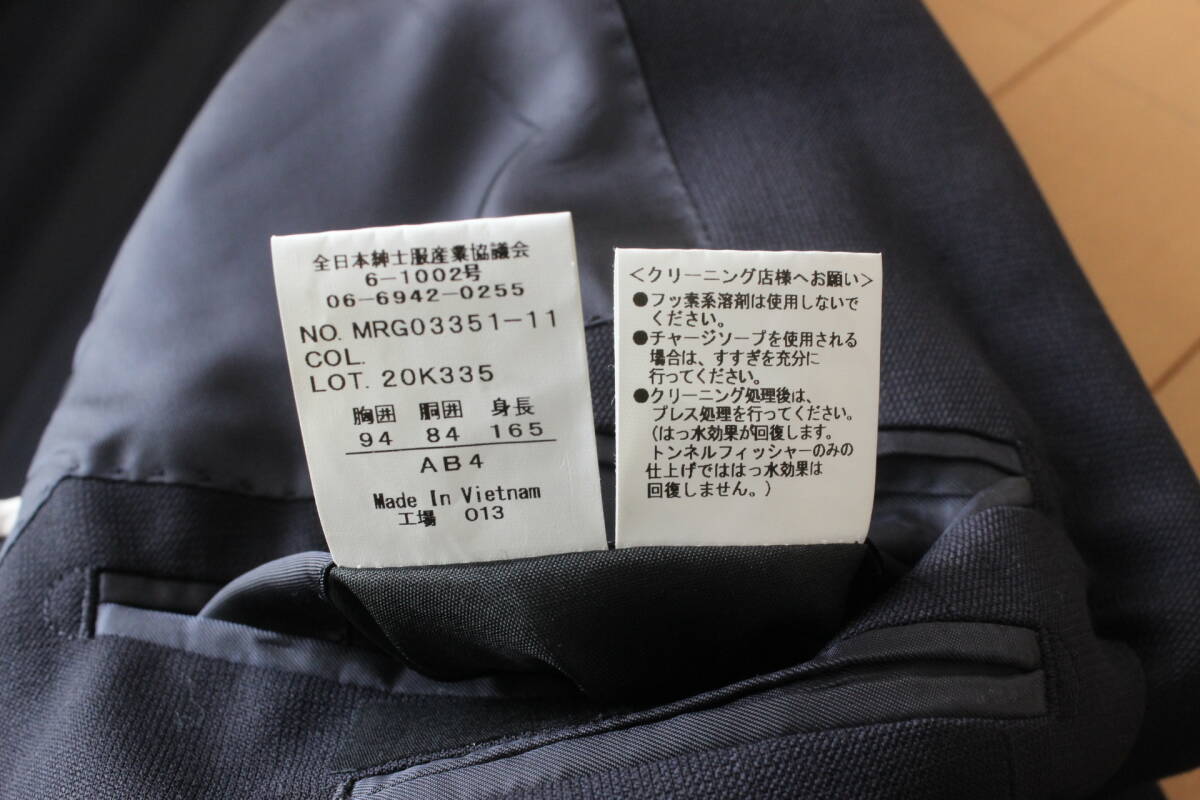 全日本紳士服産業協議会
6-1002号
06-6942-0255
NO. MRG03351-11
COL.
LOT. 20K335
胸囲 胴囲 身長
94 84 165
AB4
Made In Vietnam
工場 013
<クリーニング店様へお願い>
●フッ素系溶剤は使用しないで
ください。
●チャージソープを使用される
場合は、すすぎを充分に
行ってください。
●クリーニング処理後は、
プレス処理を行ってください。
(はっ水効果が回復します。
トンネルフィッシャーのみの
仕上げでははっ水効果は
回復しません。)